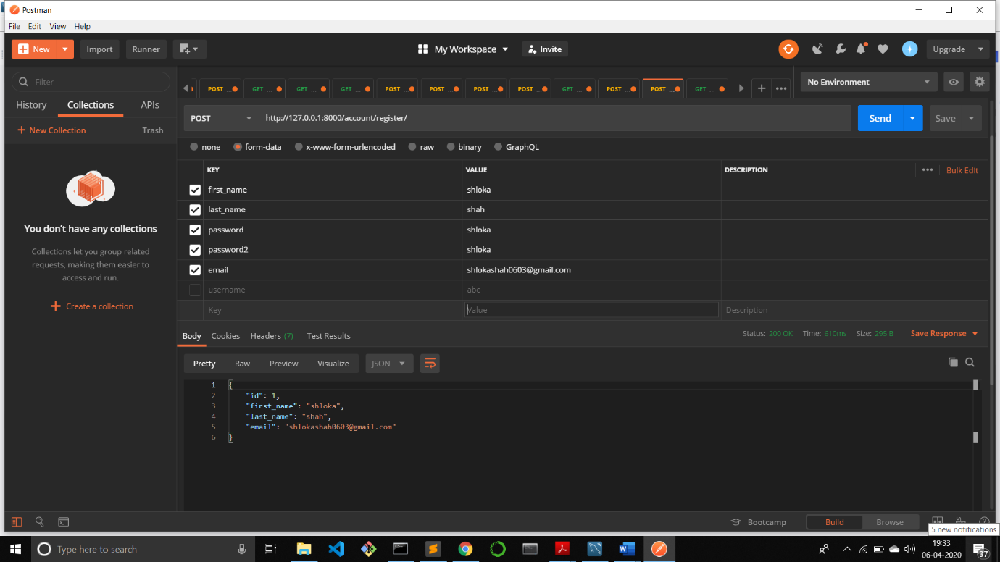 Postman
File Edit View Help
New Import Runner My Workspace Invite Upgrade
Filter
POST ... GET ... GET ... GET ... POST ... POST ... POST ... POST ... GET ... POST ... POST ... GET ...
No Environment
History Collections APIs
POST http://127.0.0.1:8000/account/register/ Send Save
New Collection Trash
none form-data x-www-form-urlencoded raw binary GraphQL
KEY VALUE DESCRIPTION Bulk Edit
first_name shloka
last_name shah
password shloka
password2 shloka
email shlokashah0603@gmail.com
username abc
Key Value Description
You don't have any collections
Collections let you group related
requests, making them easier to
access and run.
Create a collection
Body Cookies Headers (7) Test Results Status: 200 OK Time: 610ms Size: 295 B Save Response
Pretty Raw Preview Visualize JSON
1 {
2 "id": 1,
3 "first_name": "shloka",
4 "last_name": "shah",
5 "email": "shlokashah0603@gmail.com"
6 }
Bootcamp Build Browse
5 new notifications
Type here to search
19:33
06-04-2020
37